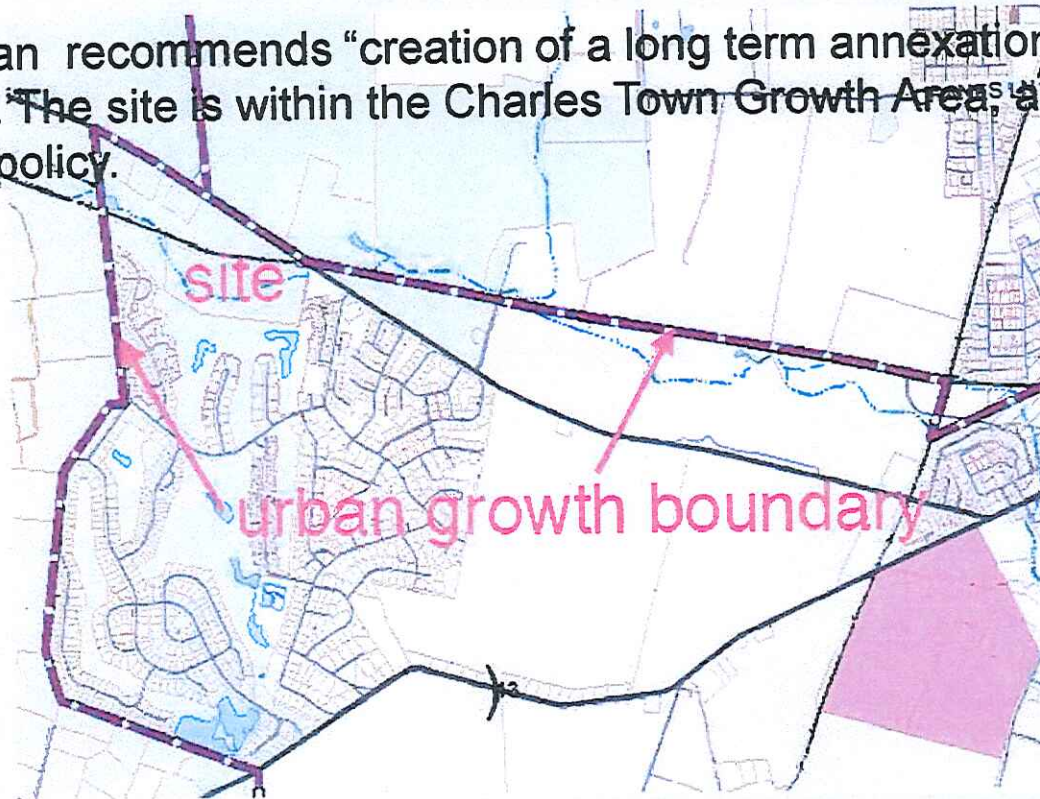 an recommends “creation of a long term annexation
The site is within the Charles Town Growth Area, a
policy.
site
urban growth boundary